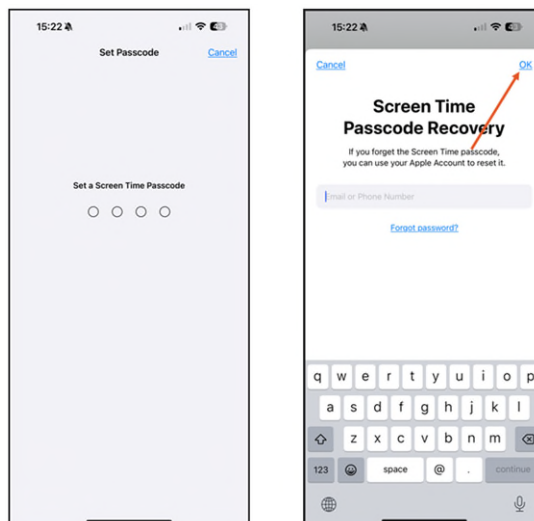 15:22
Set Passcode
Cancel
Set a Screen Time Passcode
15:22
Cancel
OK
Screen Time
Passcode Recovery
If you forget the Screen Time passcode,
you can use your Apple Account to reset it.
Email or Phone Number
Forgot password?
q w e r t y u i o p
a s d f g h j k l
z x c v b n m
123 space @ . continue